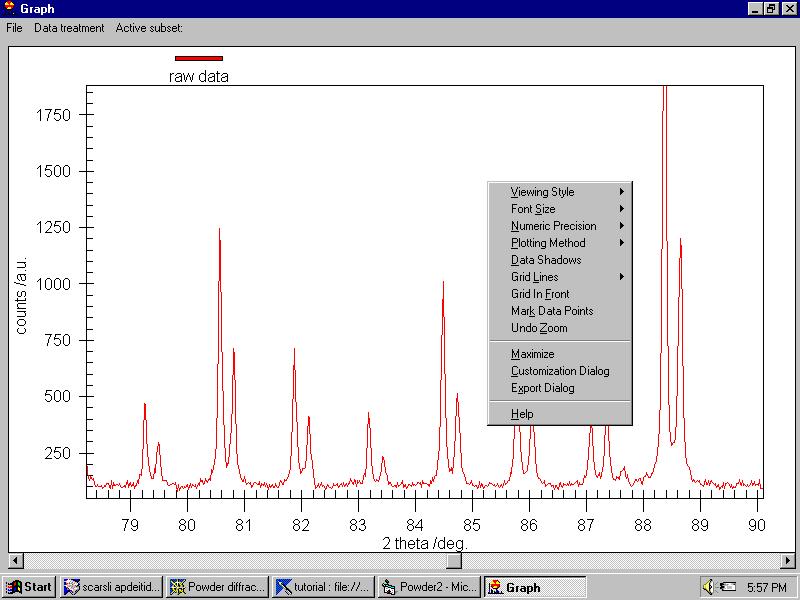 Graph
File Data treatment Active subset:
raw data
1750
1500
1250
1000
750
500
250
counts /a.u.
79 80 81 82 83 84 85 86 87 88 89 90
2 theta /deg.
Viewing Style
Font Size
Numeric Precision
Plotting Method
Data Shadows
Grid Lines
Grid In Front
Mark Data Points
Undo Zoom
Maximize
Customization Dialog
Export Dialog
Help
Start scarsli apdeitid... Powder diffrac... tutorial : file://... Powder2 - Mic... Graph 5:57 PM